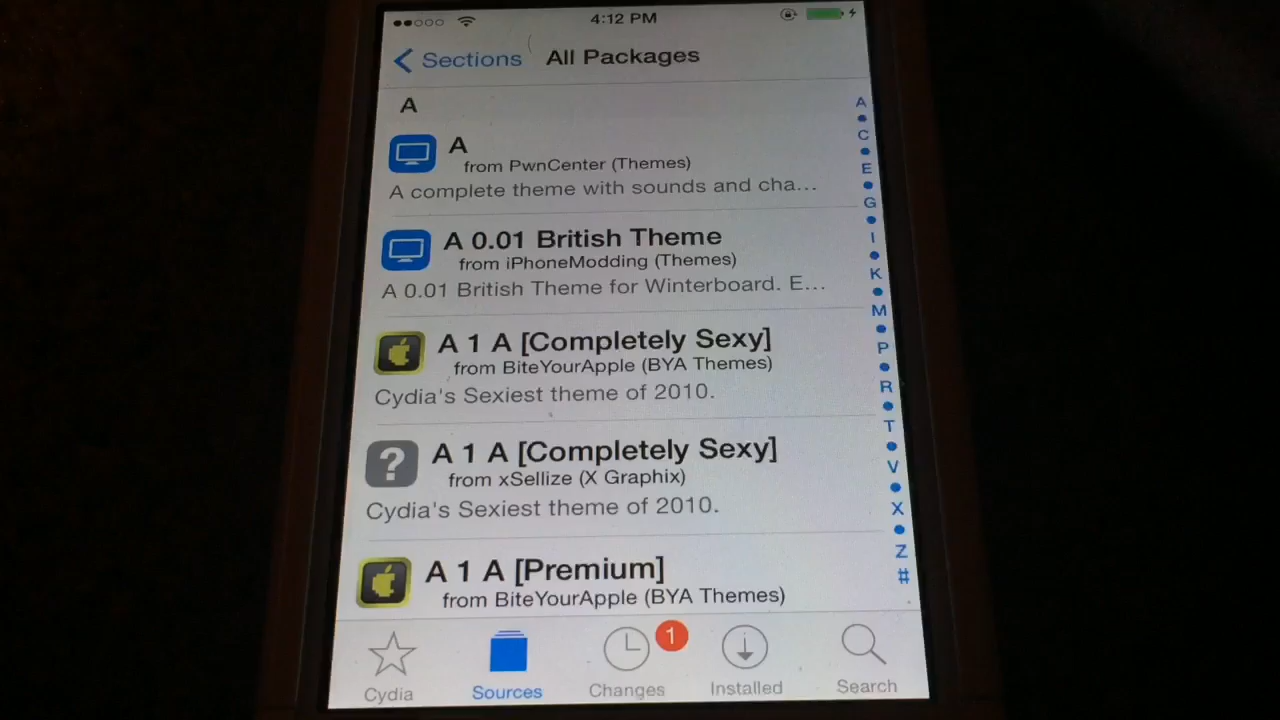 4:12 PM
Sections
All Packages
A
A
from PwnCenter (Themes)
A complete theme with sounds and cha...
A 0.01 British Theme
from iPhoneModding (Themes)
A 0.01 British Theme for Winterboard. E...
A 1 A [Completely Sexy]
from BiteYourApple (BYA Themes)
Cydia's Sexiest theme of 2010.
?
A 1 A [Completely Sexy]
from xSellize (X Graphix)
Cydia's Sexiest theme of 2010.
A 1 A [Premium]
from BiteYourApple (BYA Themes)
A
C
E
G
I
K
M
P
R
T
V
X
Z
#
Cydia
Sources
1
Changes
Installed
Search